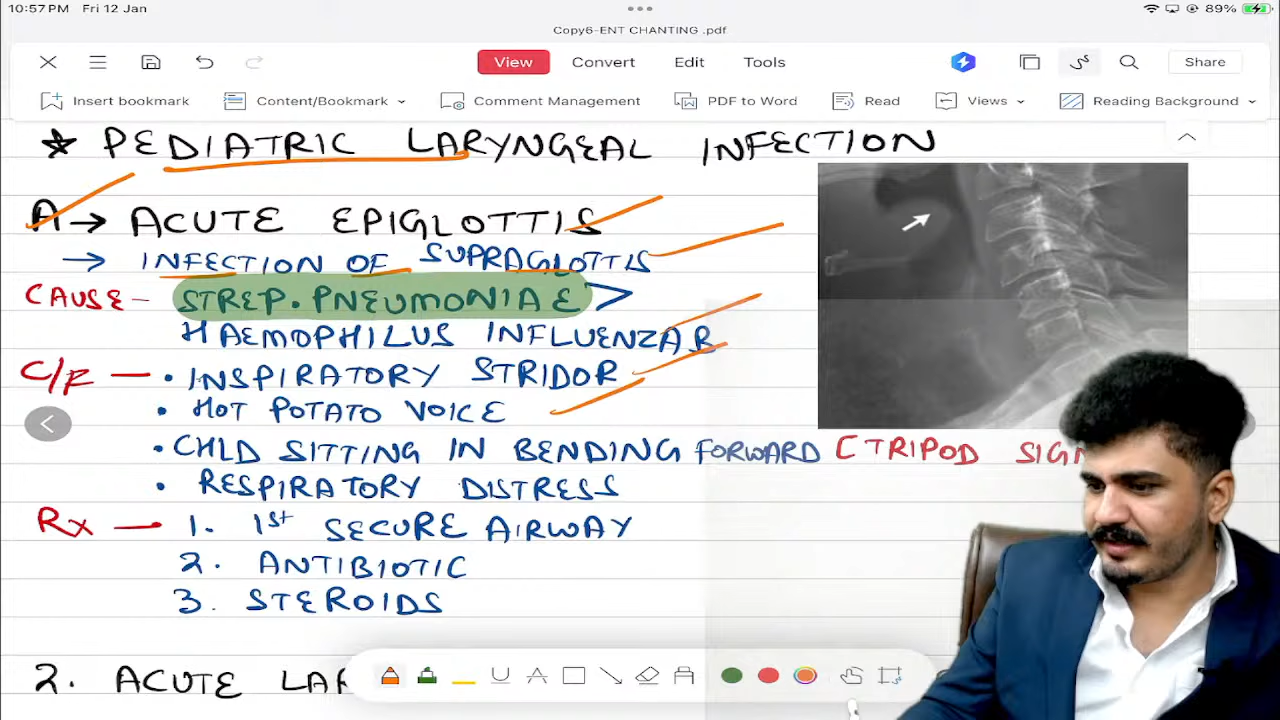 10:57 PM Fri 12 Jan
89%
Copy6-ENT CHANTING .pdf
View Convert Edit Tools Share
Insert bookmark Content/Bookmark Comment Management PDF to Word Read Views Reading Background
★ PEDIATRIC LARYNGEAL INFECTION
A → ACUTE EPIGLOTTIS
→ INFECTION OF SUPRAGLOTTIS
CAUSE - STREP. PNEUMONIAE >
HAEMOPHILUS INFLUENZAB
C/F — • INSPIRATORY STRIDOR
• HOT POTATO VOICE
• CHLD SITTING IN BENDING FORWARD [TRIPOD SIGN
• RESPIRATORY DISTRESS
Rx — 1. 1st SECURE AIRWAY
2. ANTIBIOTIC
3. STEROIDS
2. ACUTE LAR